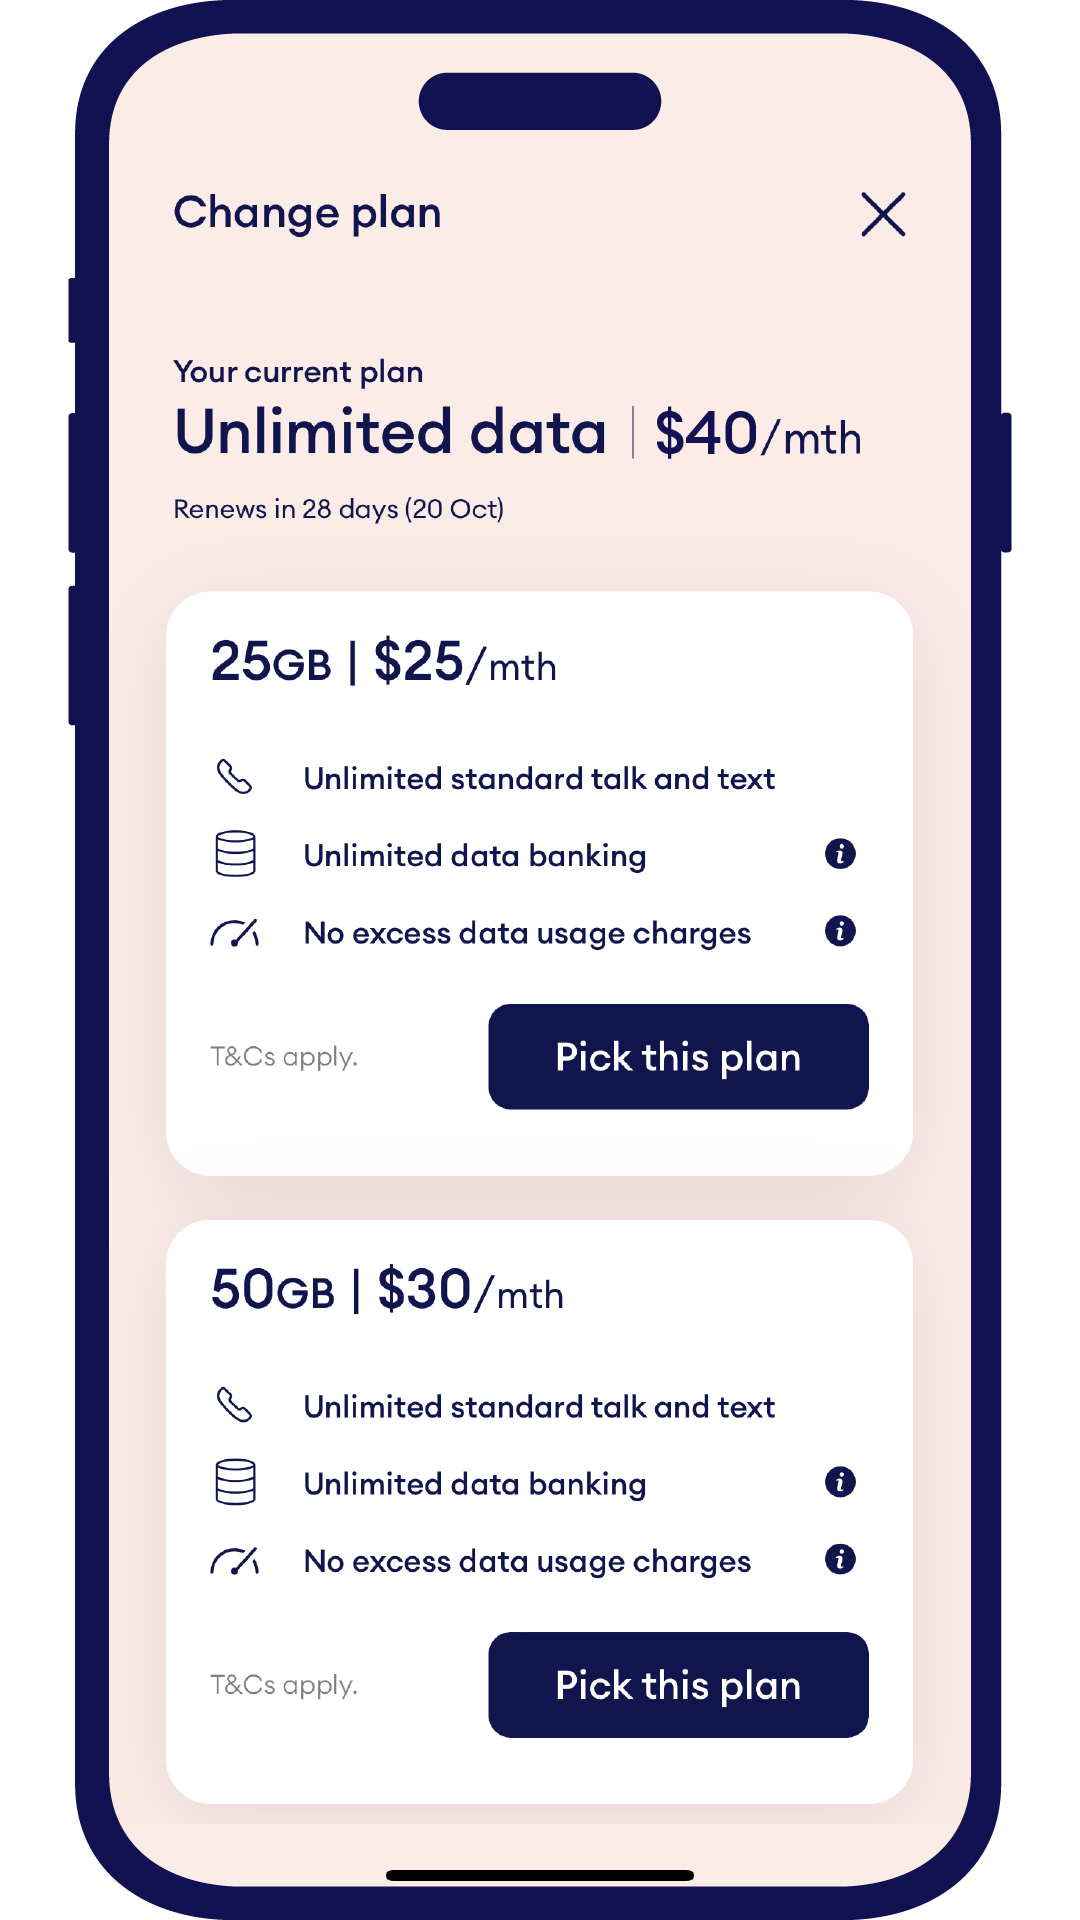 Change plan
Your current plan
Unlimited data | $40/mth
Renews in 28 days (20 Oct)
25GB | $25/mth
Unlimited standard talk and text
Unlimited data banking
No excess data usage charges
T&Cs apply.
Pick this plan
50GB | $30/mth
Unlimited standard talk and text
Unlimited data banking
No excess data usage charges
T&Cs apply.
Pick this plan